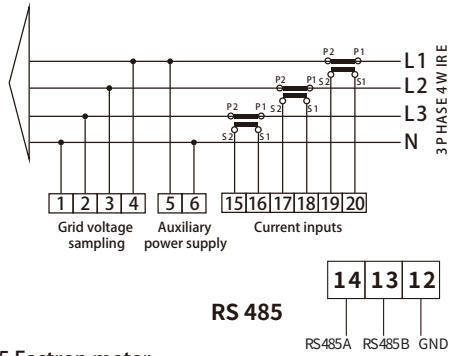 P2 P1
L1
S2 S1
P2 P1
L2
S2 S1
P2 P1
L3
S2 S1
N
3 PHASE 4 WIRE
1 2 3 4 5 6 15 16 17 18 19 20
Grid voltage sampling
Auxiliary power supply
Current inputs
14 13 12
RS 485
RS485A RS485B GND